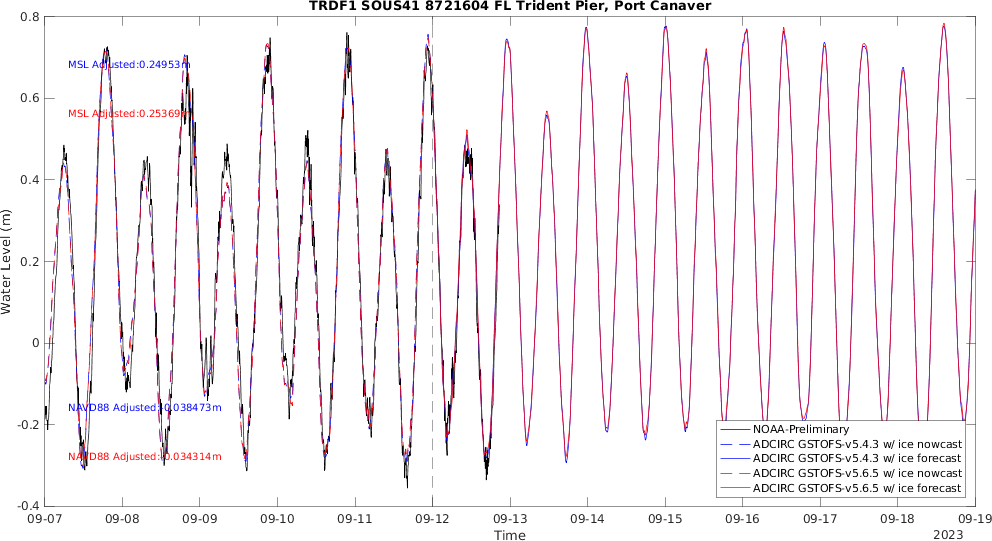 TRDF1 SOUS41 8721604 FL Trident Pier, Port Canaver
0.8
0.6
0.4
0.2
0
-0.2
-0.4
Water Level (m)
MSL Adjusted:0.24953m
MSL Adjusted:0.25369m
NAVD88 Adjusted:-0.038473m
NAVD88 Adjusted:-0.034314m
NOAA-Preliminary
ADCIRC GSTOFS-v5.4.3 w/ ice nowcast
ADCIRC GSTOFS-v5.4.3 w/ ice forecast
ADCIRC GSTOFS-v5.6.5 w/ ice nowcast
ADCIRC GSTOFS-v5.6.5 w/ ice forecast
09-07 09-08 09-09 09-10 09-11 09-12 09-13 09-14 09-15 09-16 09-17 09-18 09-19
Time
2023